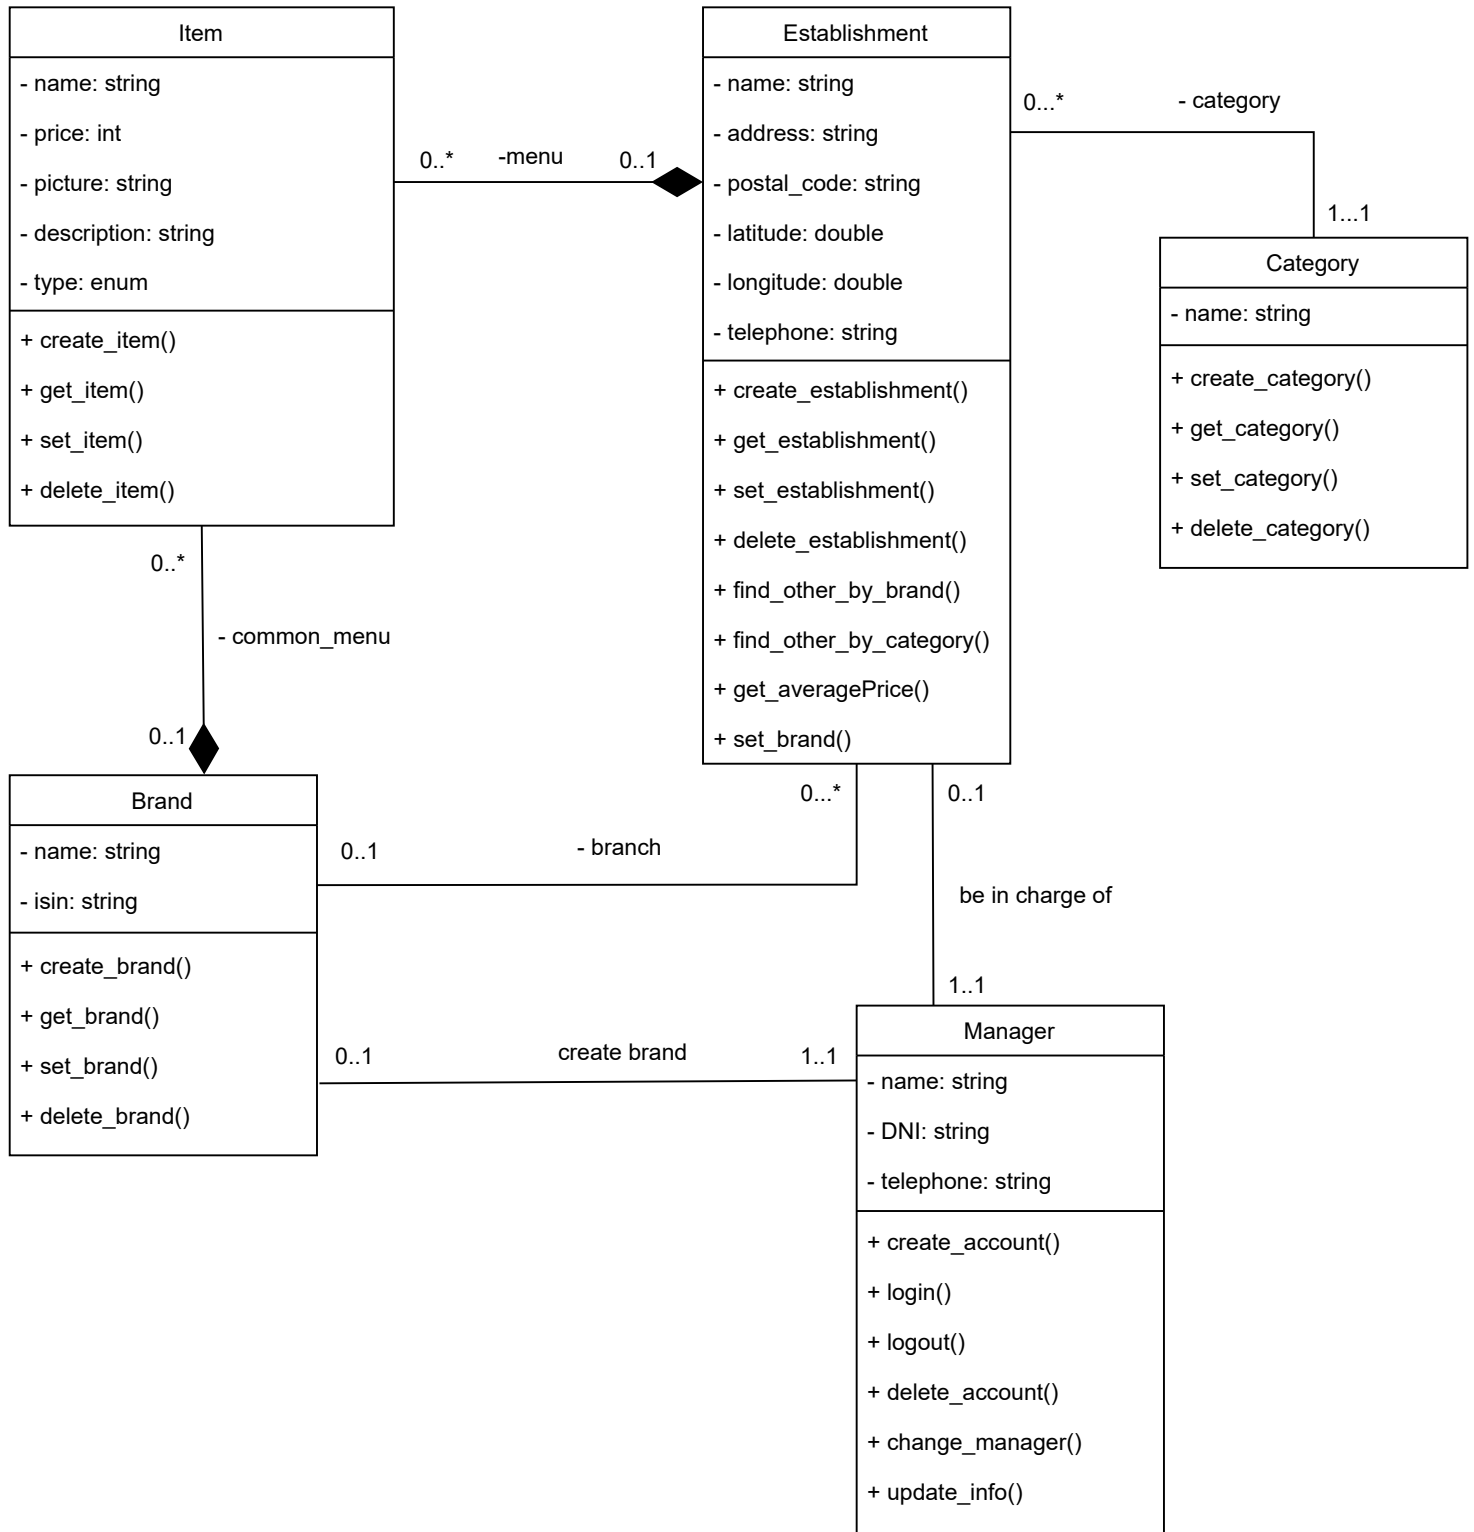 Item
- name: string
- price: int
- picture: string
- description: string
- type: enum
+ create_item()
+ get_item()
+ set_item()
+ delete_item()
0..*
-menu
0..1
Establishment
- name: string
- address: string
- postal_code: string
- latitude: double
- longitude: double
- telephone: string
+ create_establishment()
+ get_establishment()
+ set_establishment()
+ delete_establishment()
+ find_other_by_brand()
+ find_other_by_category()
+ get_averagePrice()
+ set_brand()
0...*
- category
1...1
Category
- name: string
+ create_category()
+ get_category()
+ set_category()
+ delete_category()
0..*
- common_menu
0..1
Brand
- name: string
- isin: string
+ create_brand()
+ get_brand()
+ set_brand()
+ delete_brand()
0..1
- branch
0...*
0..1
be in charge of
1..1
0..1
create brand
1..1
Manager
- name: string
- DNI: string
- telephone: string
+ create_account()
+ login()
+ logout()
+ delete_account()
+ change_manager()
+ update_info()